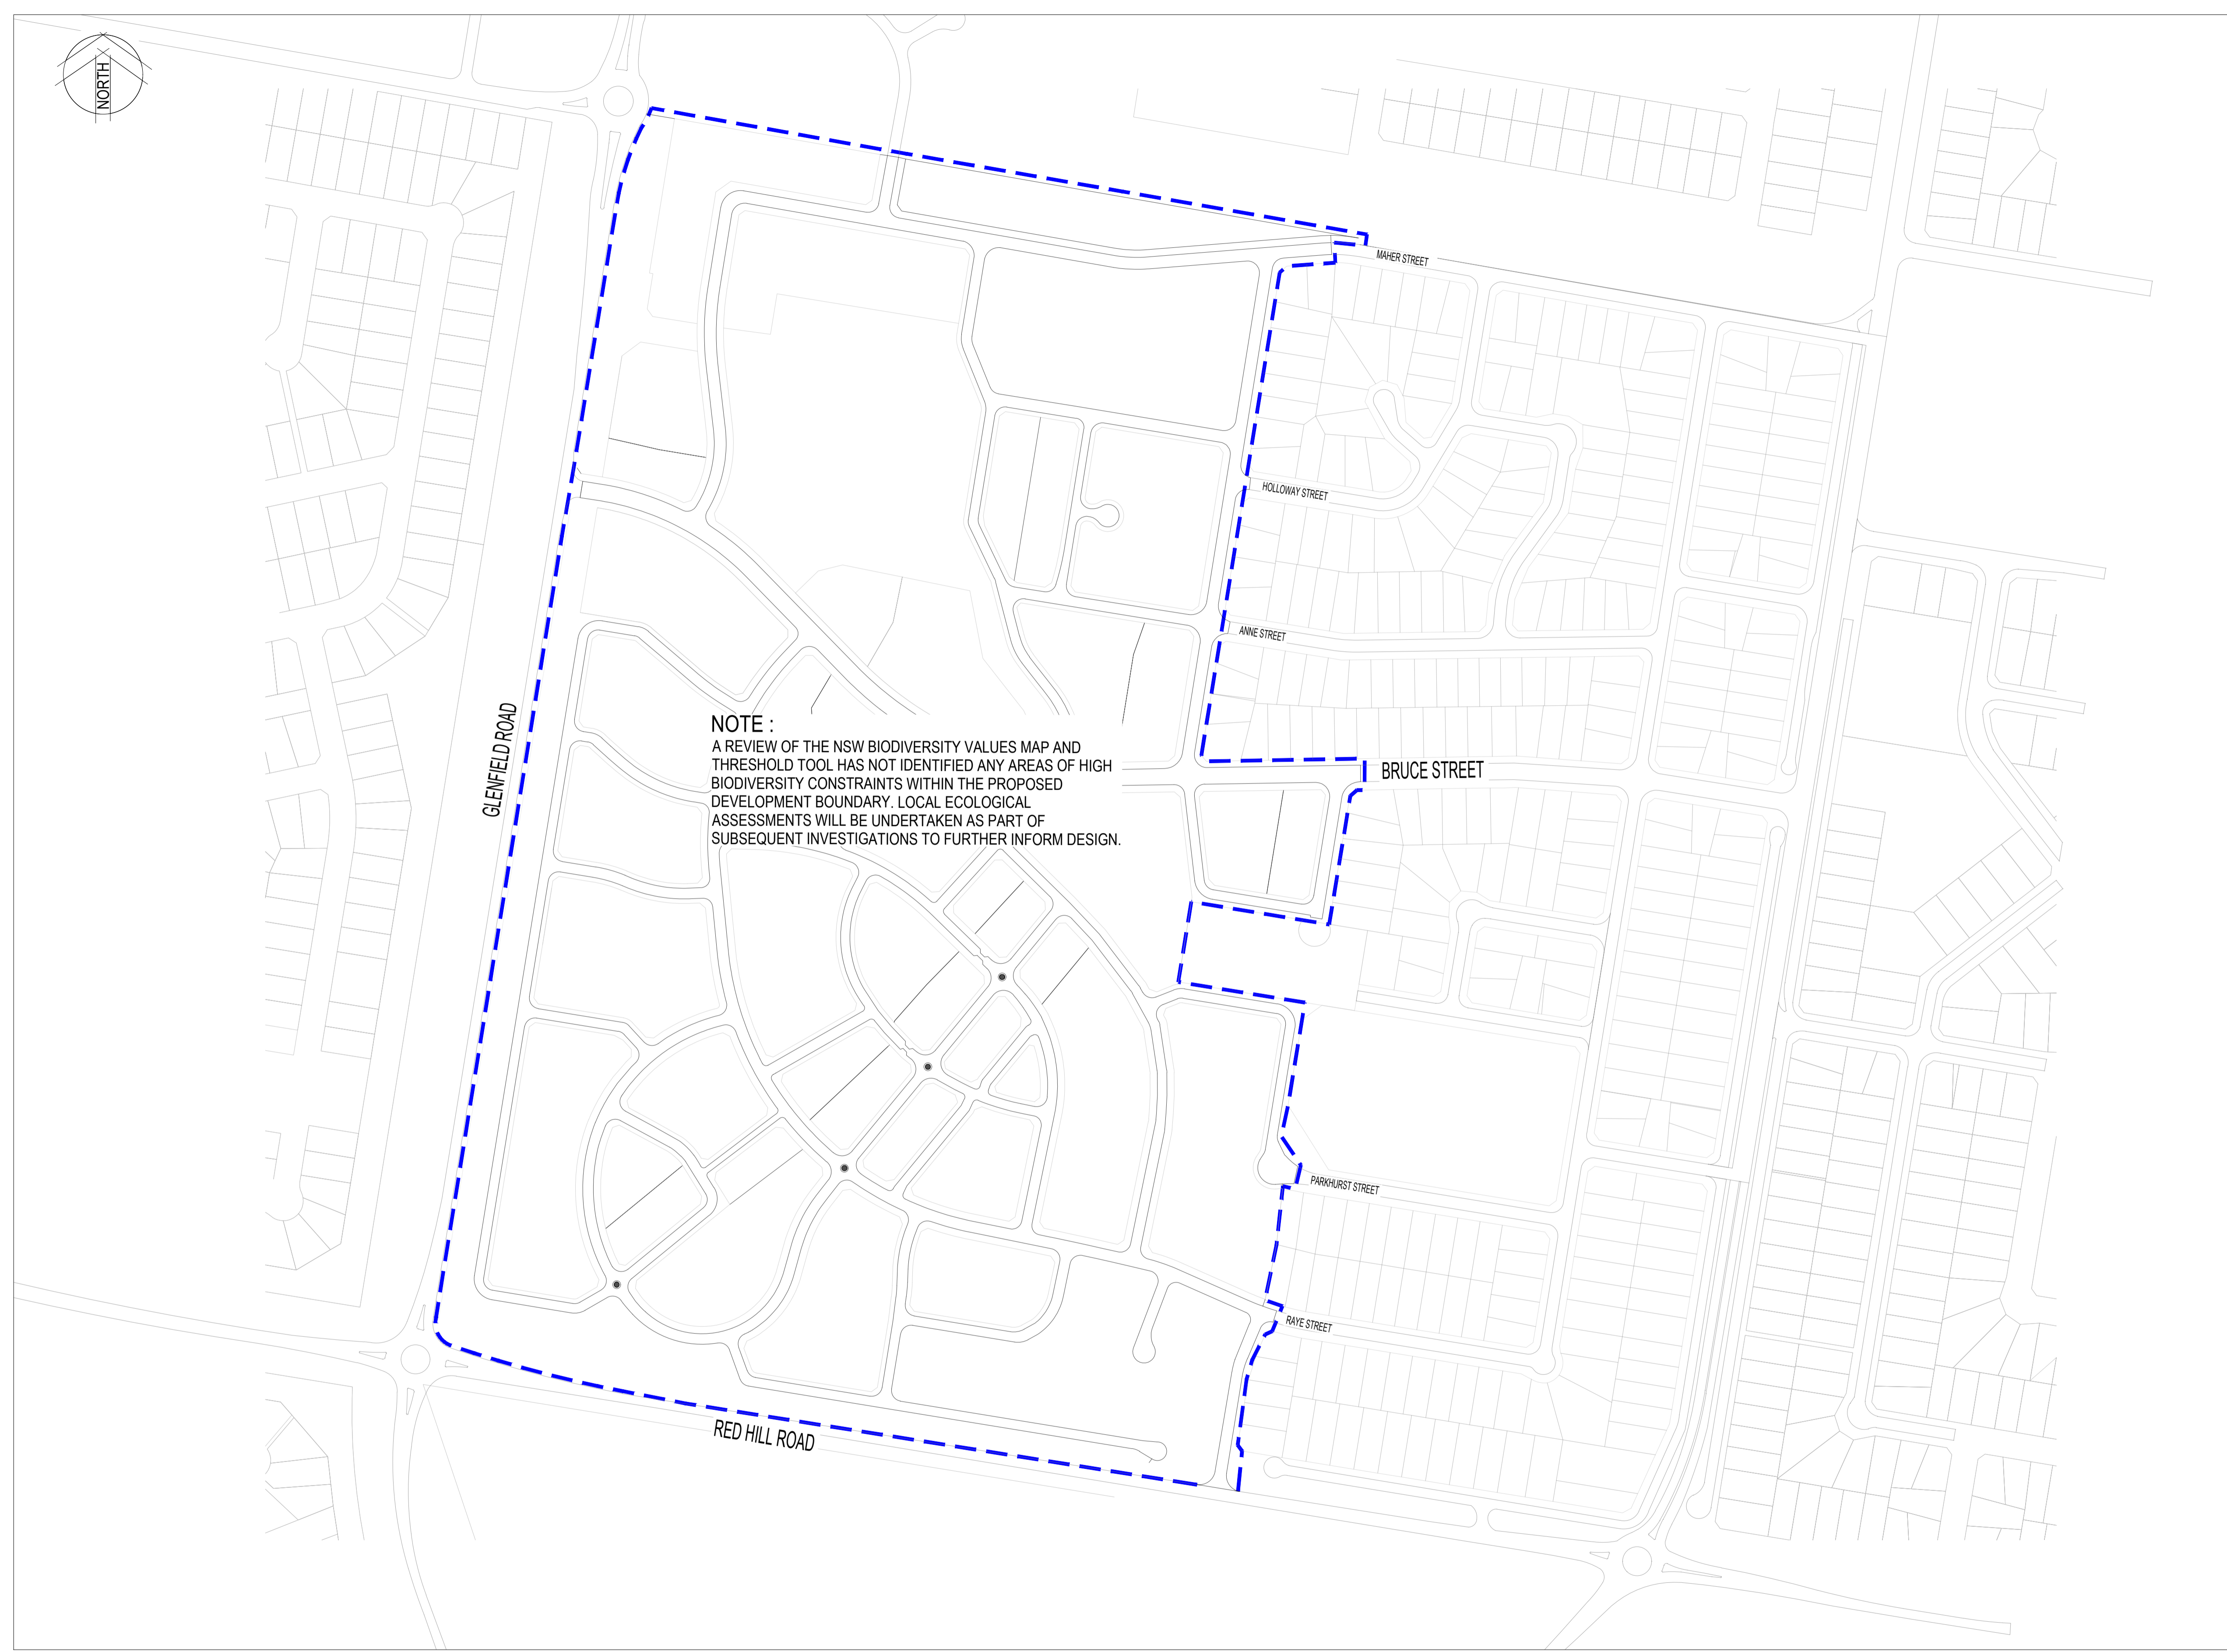 NORTH
MAHER STREET
HOLLOWAY STREET
ANNE STREET
GLENFIELD ROAD
NOTE :
A REVIEW OF THE NSW BIODIVERSITY VALUES MAP AND
THRESHOLD TOOL HAS NOT IDENTIFIED ANY AREAS OF HIGH
BIODIVERSITY CONSTRAINTS WITHIN THE PROPOSED
DEVELOPMENT BOUNDARY. LOCAL ECOLOGICAL
ASSESSMENTS WILL BE UNDERTAKEN AS PART OF
SUBSEQUENT INVESTIGATIONS TO FURTHER INFORM DESIGN.
BRUCE STREET
PARKHURST STREET
RAYE STREET
RED HILL ROAD